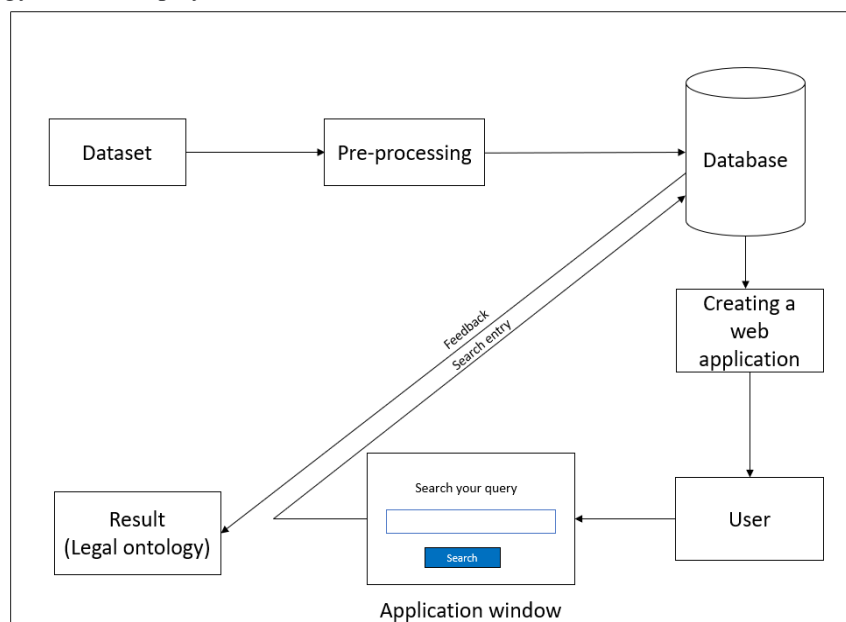 Dataset
Pre-processing
Database
Creating a
web
application
Feedback
Search entry
Search your query
Search
Result
(Legal ontology)
User
Application window